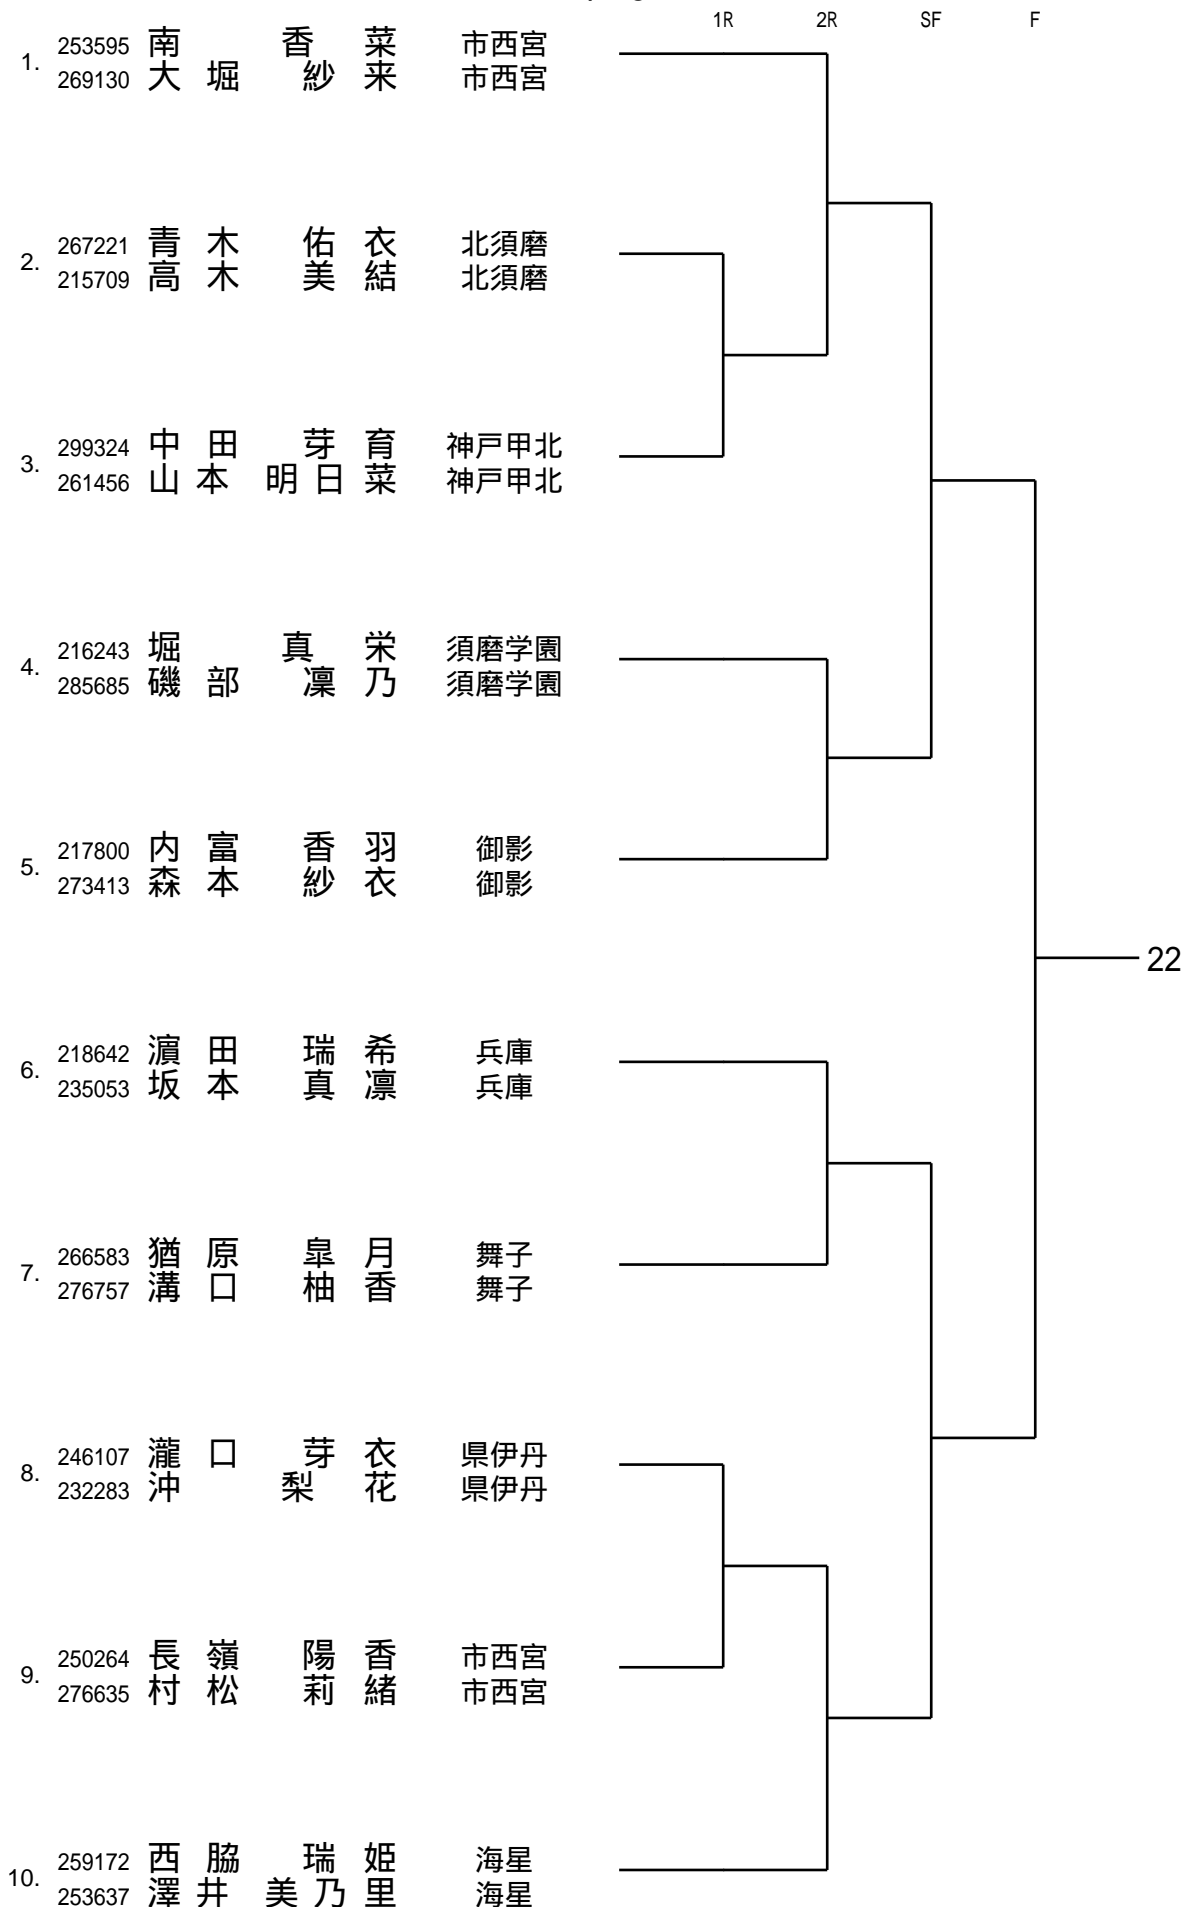 1R 2R SF F
1. 253595 南 香 菜 市西宮
269130 大 堀 紗 来 市西宮
2. 267221 青 木 佑 衣 北須磨
215709 高 木 美 結 北須磨
3. 299324 中 田 芽 育 神戸甲北
261456 山 本 明 日 菜 神戸甲北
4. 216243 堀 真 栄 須磨学園
285685 磯 部 凜 乃 須磨学園
5. 217800 内 富 香 羽 御影
273413 森 本 紗 衣 御影
22
6. 218642 濵 田 瑞 希 兵庫
235053 坂 本 真 凛 兵庫
7. 266583 猶 原 皐 月 舞子
276757 溝 口 柚 香 舞子
8. 246107 瀧 口 芽 衣 県伊丹
232283 沖 梨 花 県伊丹
9. 250264 長 嶺 陽 香 市西宮
276635 村 松 莉 緒 市西宮
10. 259172 西 脇 瑞 姫 海星
253637 澤 井 美 乃 里 海星